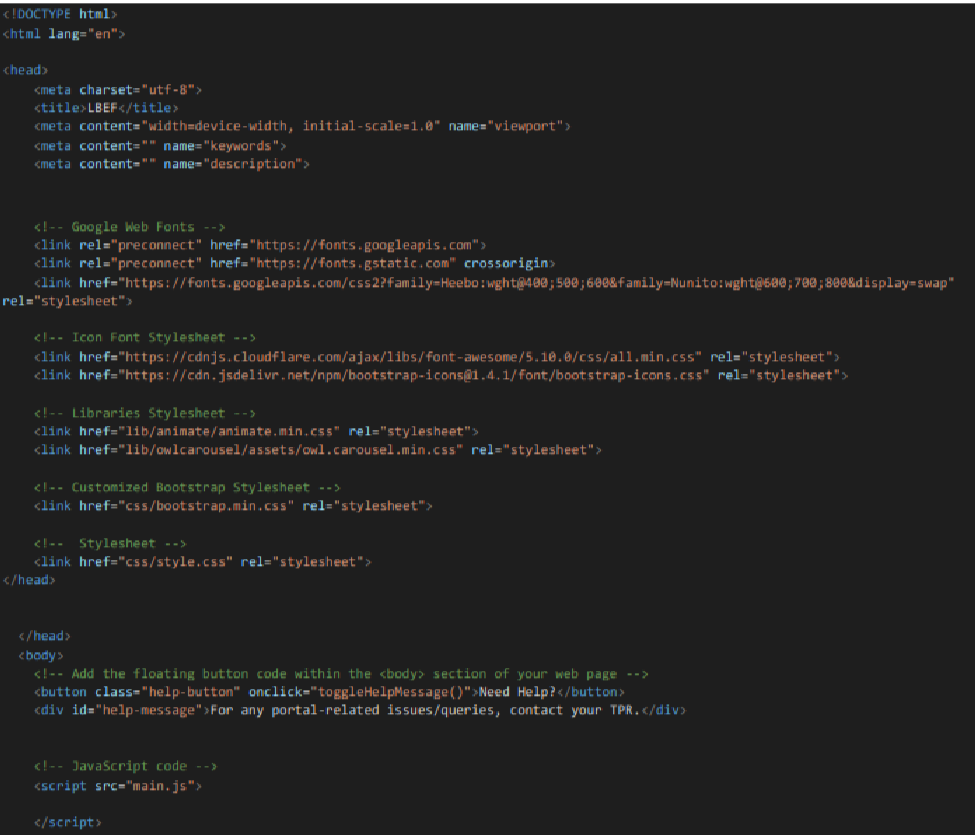 <!DOCTYPE html>
<html lang="en">
<head>
<meta charset="utf-8">
<title>LBEF</title>
<meta content="width=device-width, initial-scale=1.0" name="viewport">
<meta content="" name="keywords">
<meta content="" name="description">
<!-- Google Web Fonts -->
<link rel="preconnect" href="https://fonts.googleapis.com">
<link rel="preconnect" href="https://fonts.gstatic.com" crossorigin>
<link href="https://fonts.googleapis.com/css2?family=Heebo:wght@400;500;600&family=Nunito:wght@600;700;800&display=swap"
rel="stylesheet">
<!-- Icon Font Stylesheet -->
<link href="https://cdnjs.cloudflare.com/ajax/libs/font-awesome/5.10.0/css/all.min.css" rel="stylesheet">
<link href="https://cdn.jsdelivr.net/npm/bootstrap-icons@1.4.1/font/bootstrap-icons.css" rel="stylesheet">
<!-- Libraries Stylesheet -->
<link href="lib/animate/animate.min.css" rel="stylesheet">
<link href="lib/owlcarousel/assets/owl.carousel.min.css" rel="stylesheet">
<!-- Customized Bootstrap Stylesheet -->
<link href="css/bootstrap.min.css" rel="stylesheet">
<!--  Stylesheet -->
<link href="css/style.css" rel="stylesheet">
</head>
</head>
<body>
<!-- Add the floating button code within the <body> section of your web page -->
<button class="help-button" onclick="toggleHelpMessage()">Need Help?</button>
<div id="help-message">For any portal-related issues/queries, contact your TPR.</div>
<!-- JavaScript code -->
<script src="main.js">
</script>